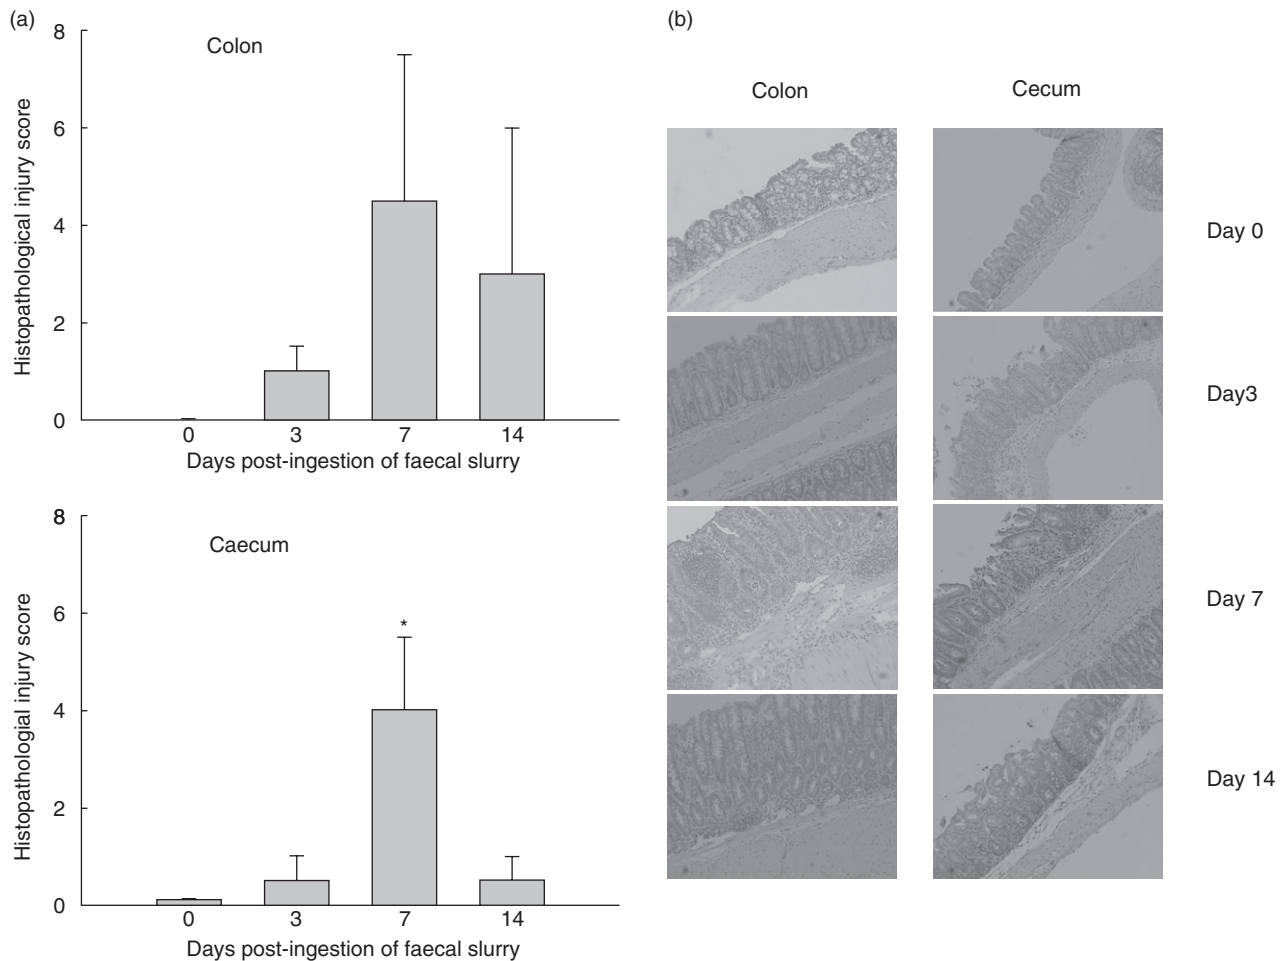 (a)
Colon
Histopathological injury score
8
6
4
2
0
0 3 7 14
Days post-ingestion of faecal slurry
Caecum
Histopathologial injury score
8
6
*
4
2
0
0 3 7 14
Days post-ingestion of faecal slurry
(b)
Colon Cecum
Day 0
Day3
Day 7
Day 14